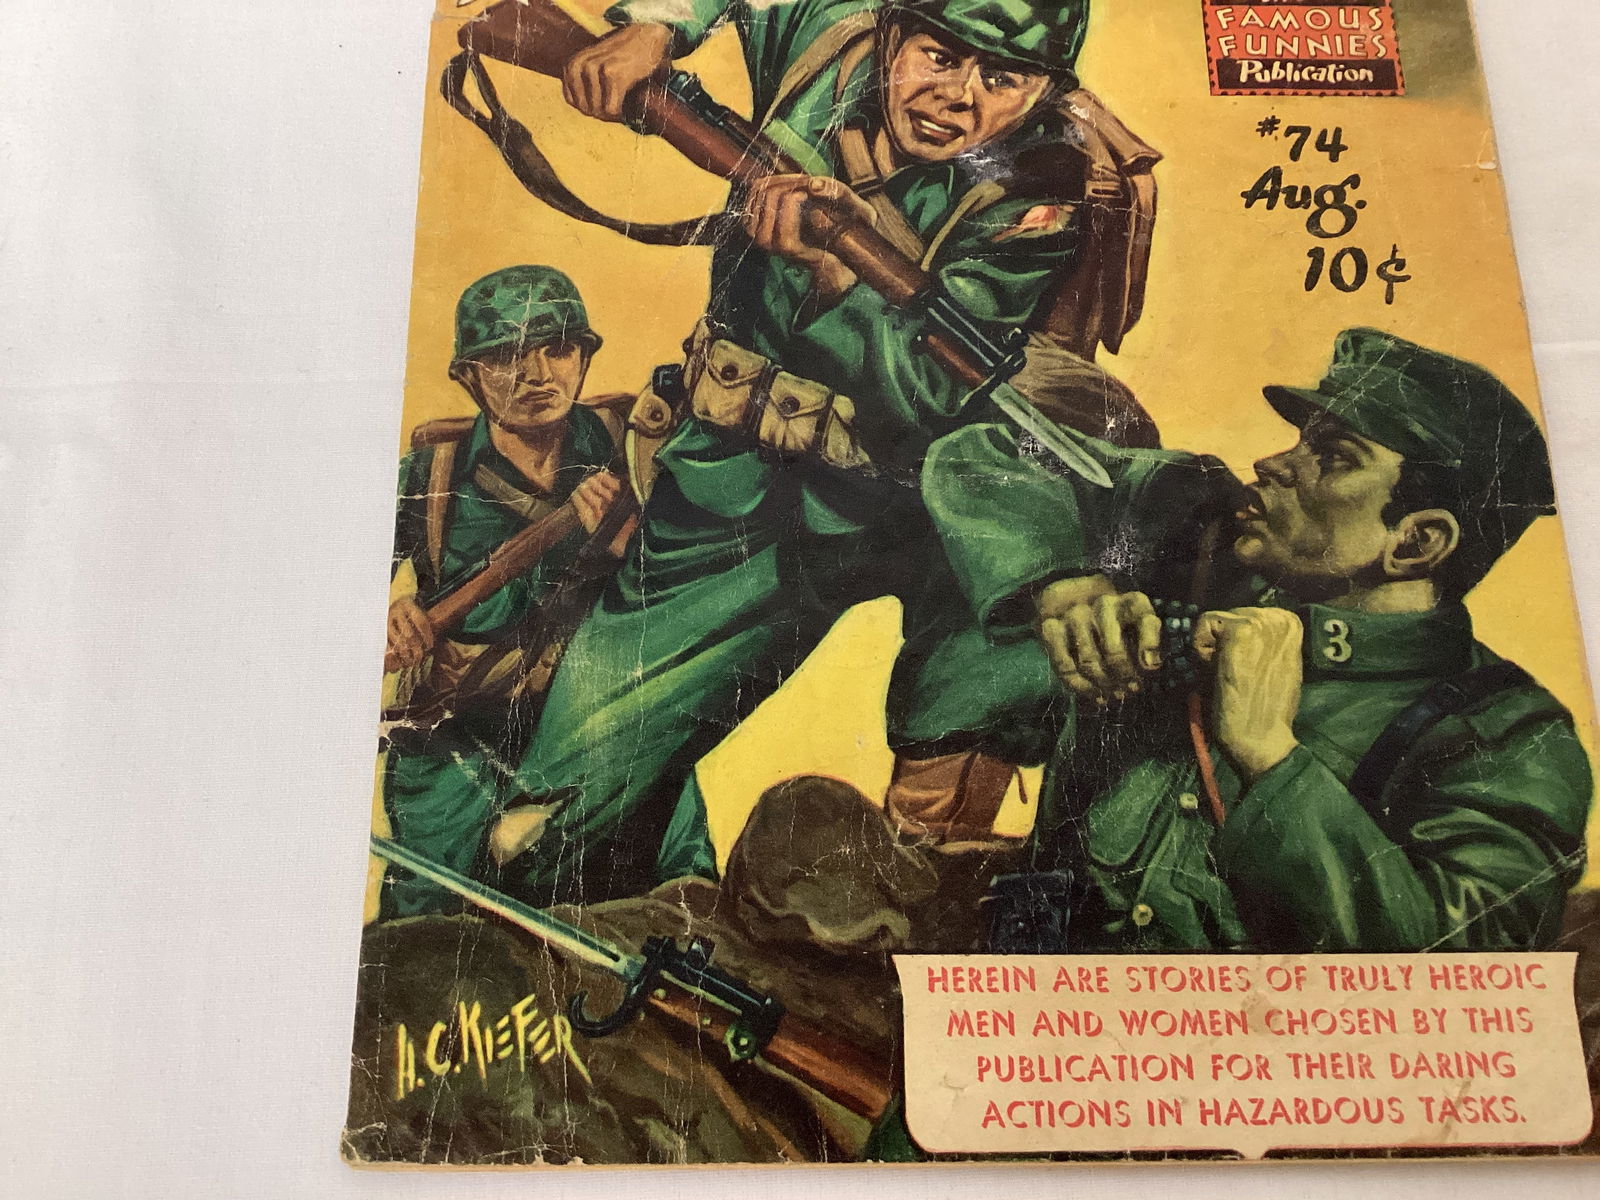 FAMOUS
FUNNIES
Publication
#74
Aug.
10¢
3
HEREIN ARE STORIES OF TRULY HEROIC
MEN AND WOMEN CHOSEN BY THIS
PUBLICATION FOR THEIR DARING
ACTIONS IN HAZARDOUS TASKS.
H.C.KIEFER